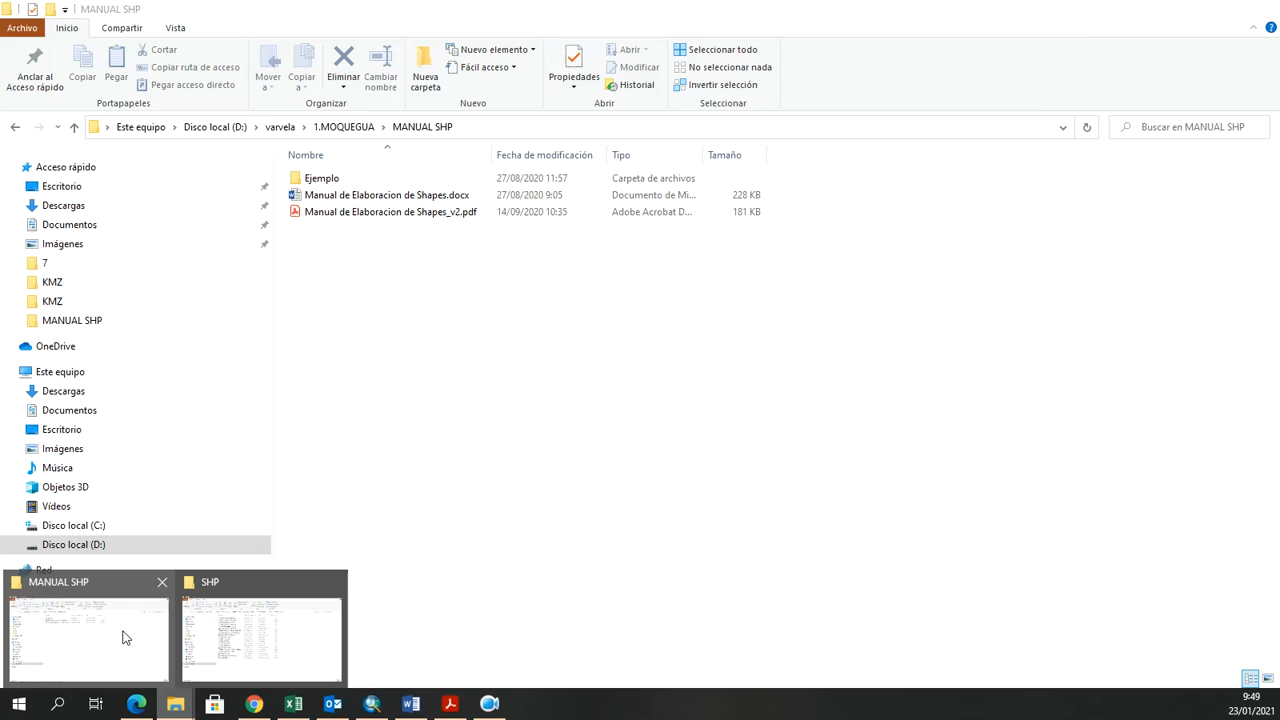 MANUAL SHP
Archivo Inicio Compartir Vista
Anclar al Acceso rápido
Copiar
Pegar
Cortar
Copiar ruta de acceso
Pegar acceso directo
Portapapeles
Mover a
Copiar a
Eliminar
Cambiar nombre
Organizar
Nueva carpeta
Nuevo elemento
Fácil acceso
Nuevo
Propiedades
Abrir
Modificar
Historial
Abrir
Seleccionar todo
No seleccionar nada
Invertir selección
Seleccionar
Este equipo > Disco local (D:) > varvela > 1.MOQUEGUA > MANUAL SHP
Buscar en MANUAL SHP
Nombre Fecha de modificación Tipo Tamaño
Ejemplo 27/08/2020 11:57 Carpeta de archivos
Manual de Elaboracion de Shapes.docx 27/08/2020 9:05 Documento de Mi... 228 KB
Manual de Elaboracion de Shapes_v2.pdf 14/09/2020 10:35 Adobe Acrobat D... 181 KB
Acceso rápido
Escritorio
Descargas
Documentos
Imágenes
7
KMZ
KMZ
MANUAL SHP
OneDrive
Este equipo
Descargas
Documentos
Escritorio
Imágenes
Música
Objetos 3D
Vídeos
Disco local (C:)
Disco local (D:)
Red
MANUAL SHP
SHP
9:49
23/01/2021